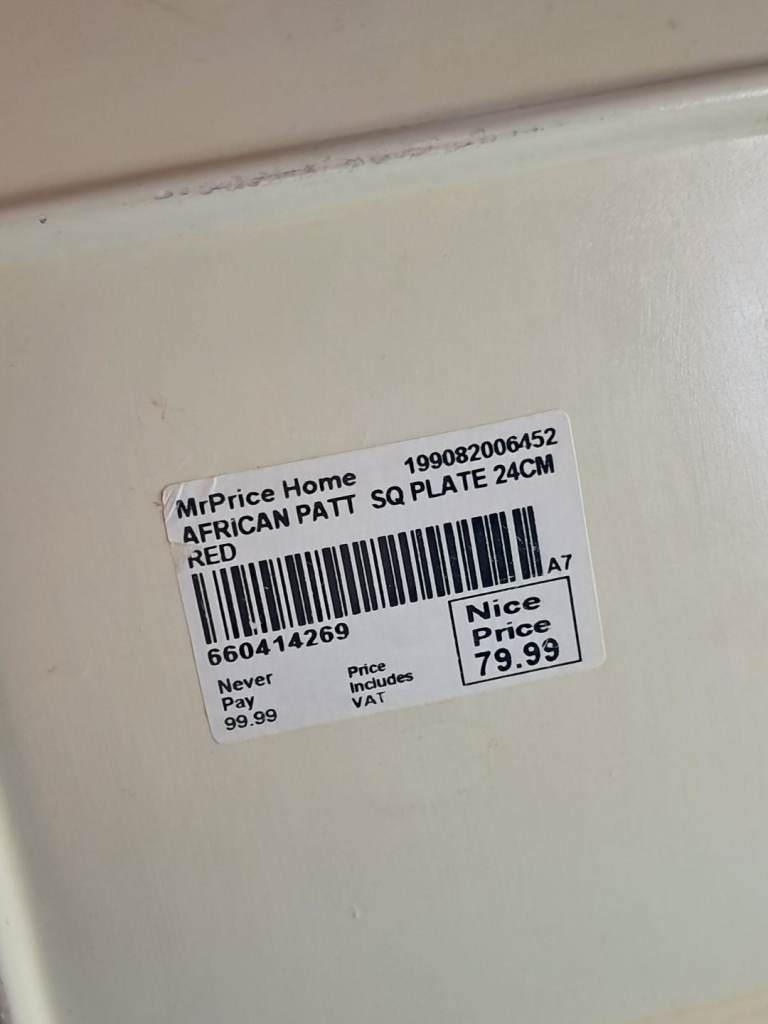 MrPrice Home 199082006452
AFRICAN PATT SQ PLATE 24CM
RED
A7
660414269
Nice
Price
79.99
Never
Pay
99.99
Price
Includes
VAT